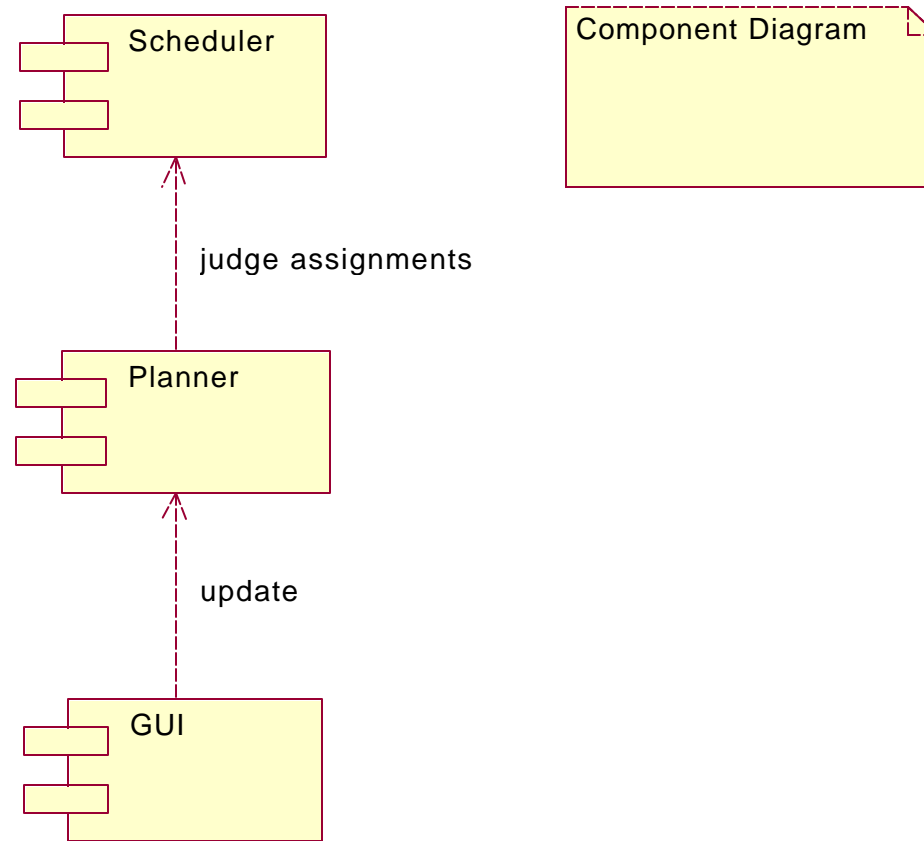 Scheduler
Component Diagram
judge assignments
Planner
update
GUI